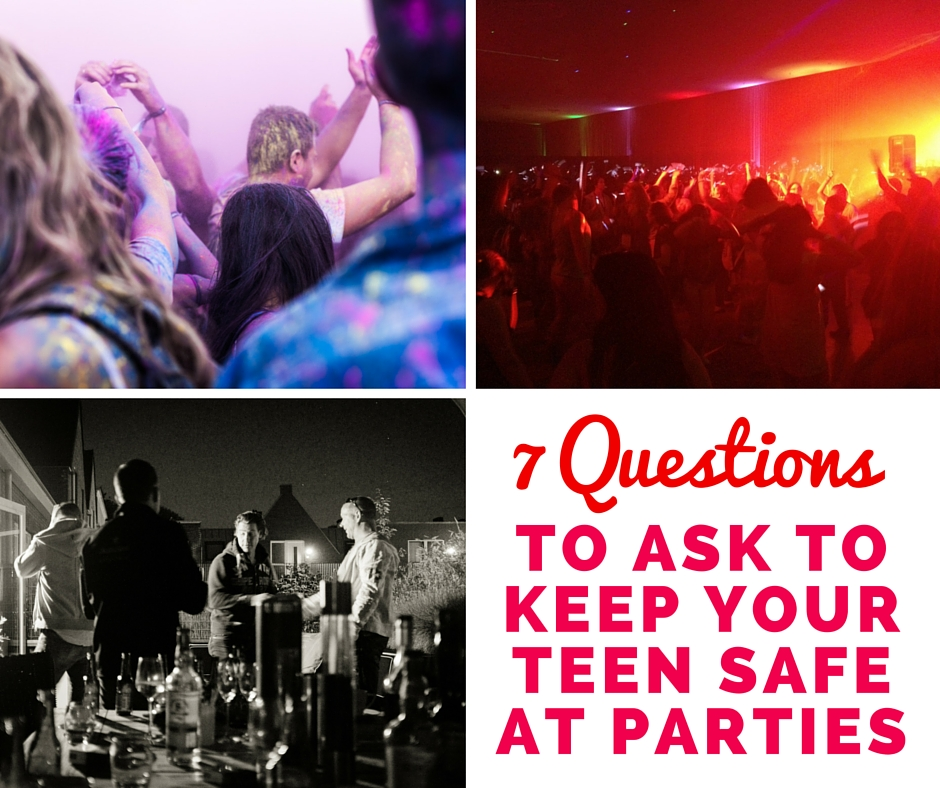 7 Questions
TO ASK TO
KEEP YOUR
TEEN SAFE
AT PARTIES